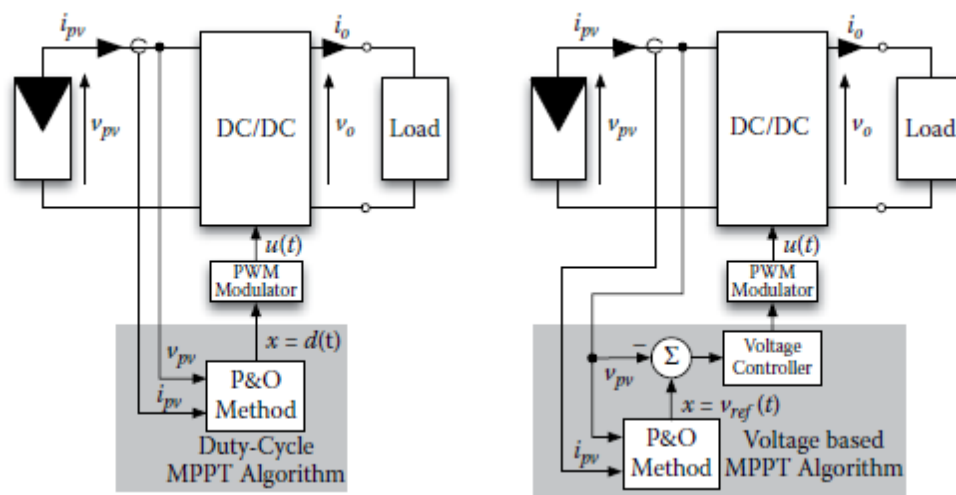 i_pv
i_o
v_pv
DC/DC
v_o
Load
u(t)
PWM
Modulator
x = d(t)
v_pv
i_pv
P&O
Method
Duty-Cycle
MPPT Algorithm
i_pv
i_o
v_pv
DC/DC
v_o
Load
u(t)
PWM
Modulator
−
Σ
Voltage
Controller
v_pv
x = v_ref (t)
i_pv
P&O
Method
Voltage based
MPPT Algorithm